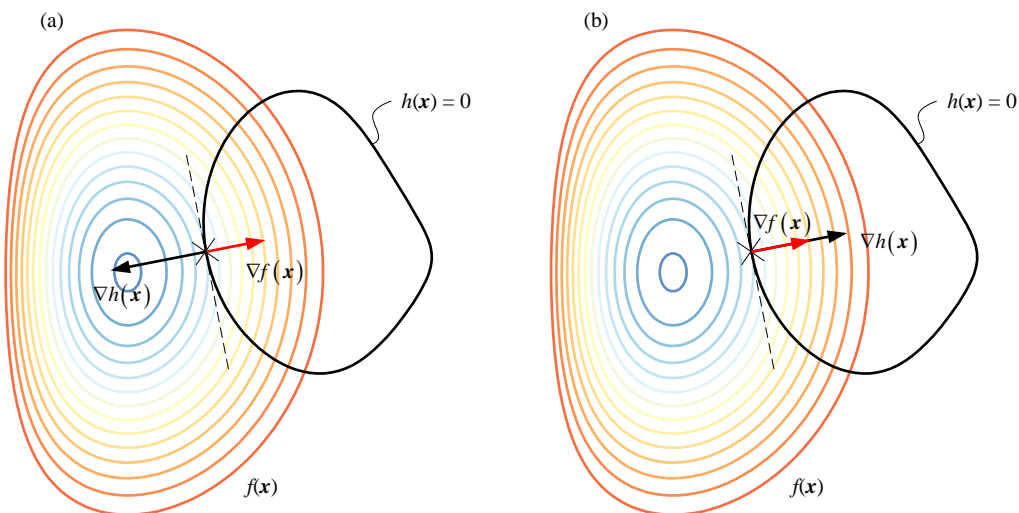 (a)
h(x) = 0
∇f(x)
∇h(x)
f(x)
(b)
h(x) = 0
∇f(x)
∇h(x)
f(x)